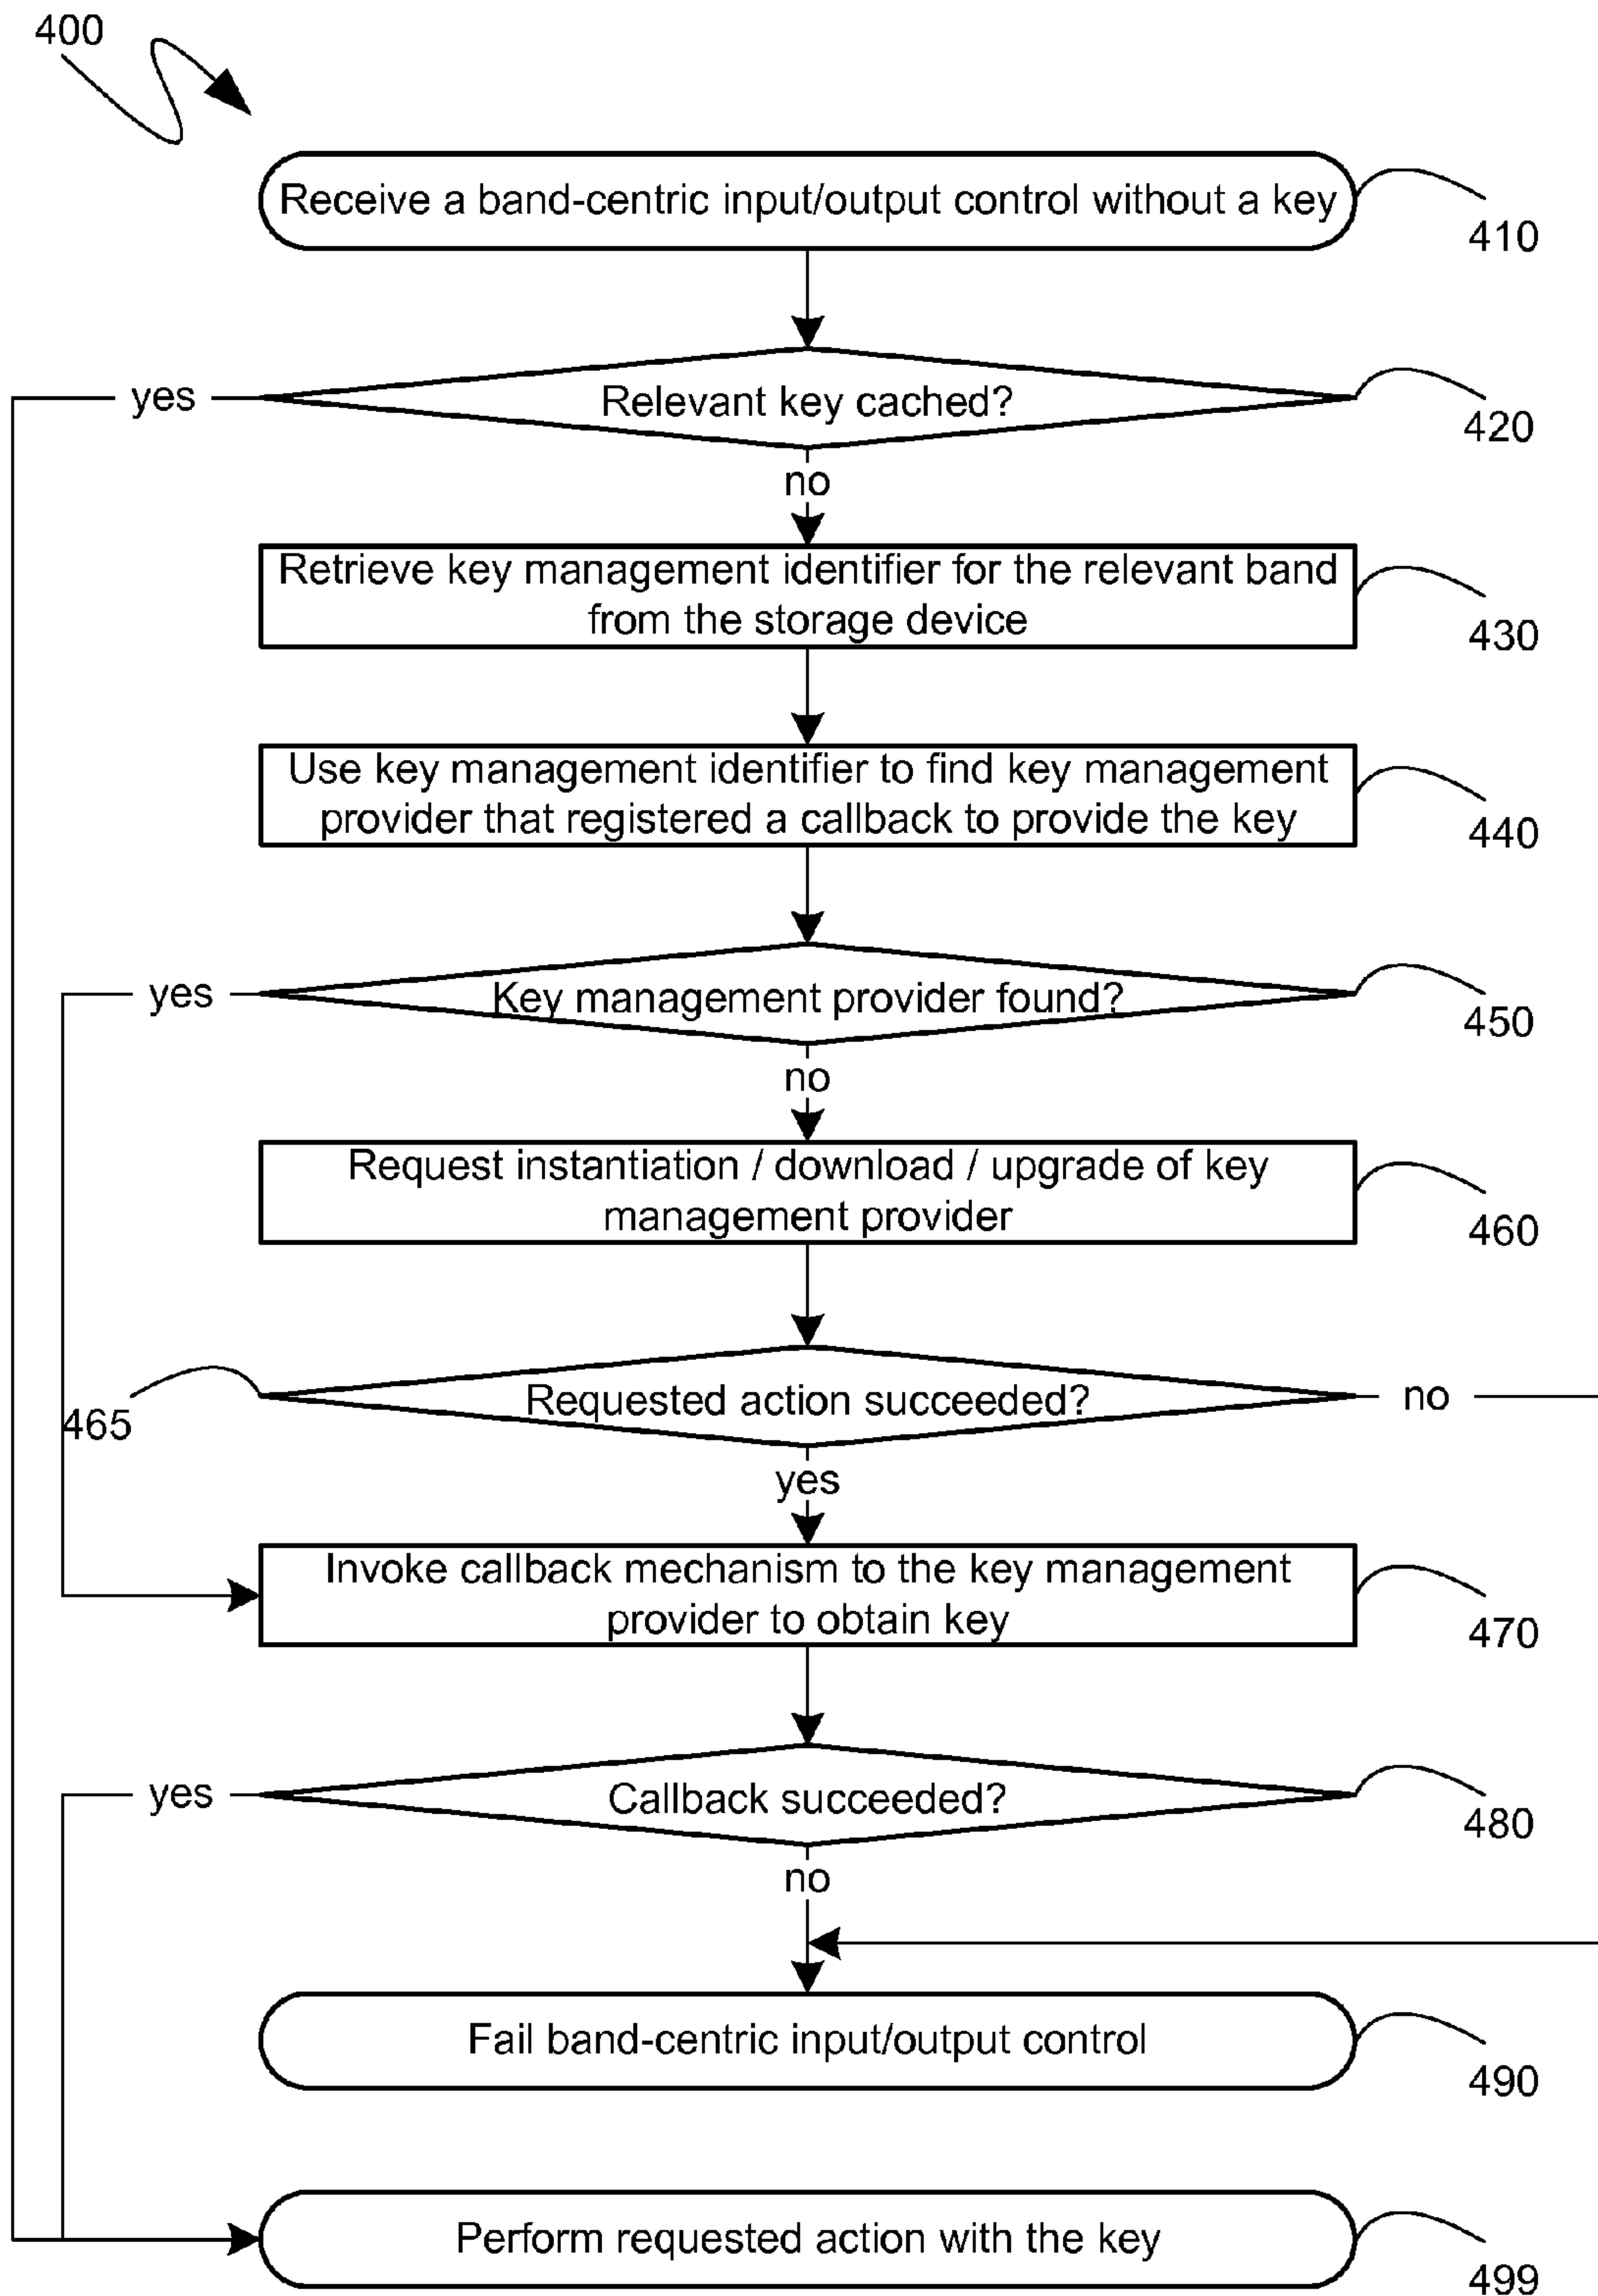 400
Receive a band-centric input/output control without a key
410
yes
Relevant key cached?
420
no
Retrieve key management identifier for the relevant band
from the storage device
430
Use key management identifier to find key management
provider that registered a callback to provide the key
440
yes
Key management provider found?
450
no
Request instantiation / download / upgrade of key
management provider
460
465
Requested action succeeded?
no
yes
Invoke callback mechanism to the key management
provider to obtain key
470
yes
Callback succeeded?
480
no
Fail band-centric input/output control
490
Perform requested action with the key
499